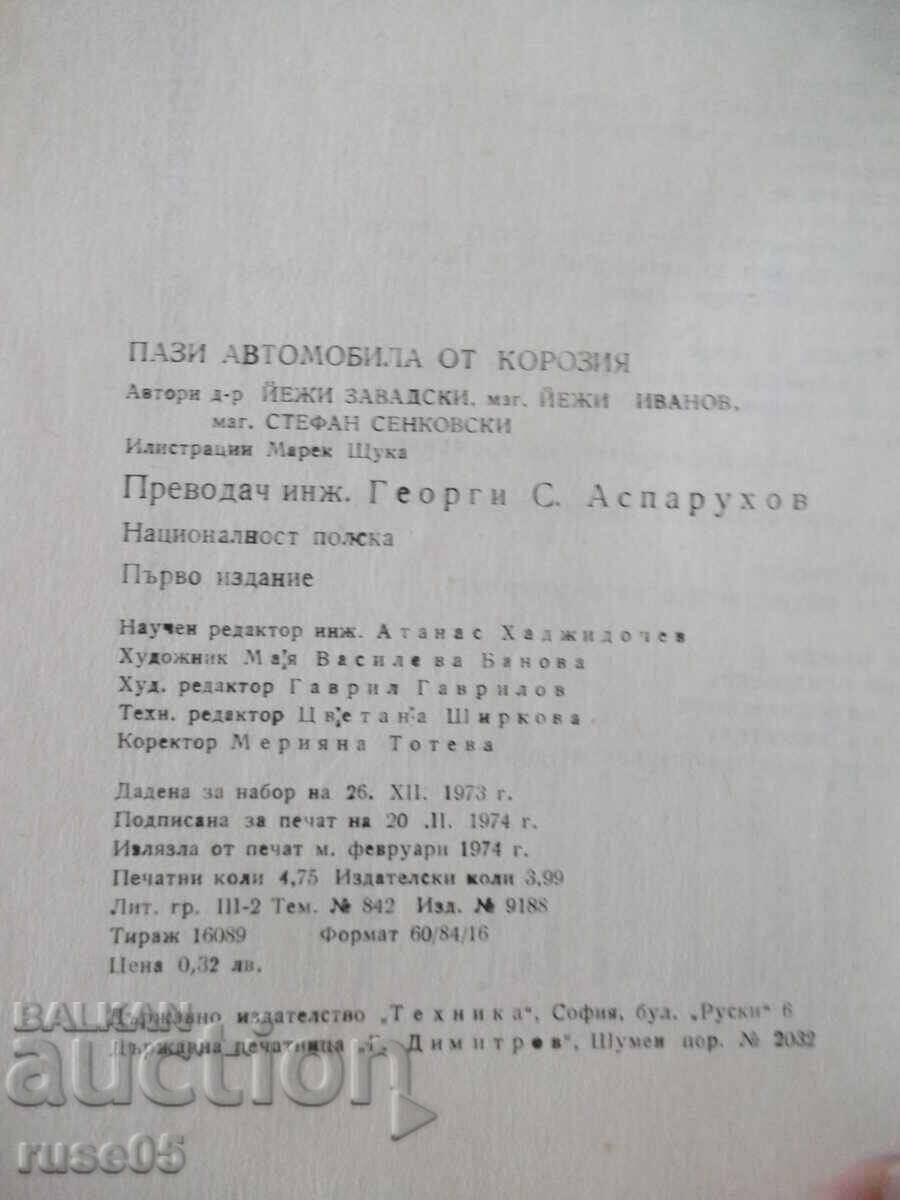 ПАЗИ АВТОМОБИЛА ОТ КОРОЗИЯ
Автори д-р ЙЕЖИ ЗАВАДСКИ, маг. ЙЕЖИ ИВАНОВ,
маг. СТЕФАН СЕНКОВСКИ
Илистрации Марек Щука
Преводач инж. Георги С. Аспарухов
Националност полска
Първо издание
Научен редактор инж. Атанас Хаджидочев
Художник Мая Василева Банова
Худ. редактор Гаврил Гаврилов
Техн. редактор Цветана Ширкова
Коректор Мерияна Тотева
Дадена за набор на 26. XII. 1973 г.
Подписана за печат на 20 .II. 1974 г.
Излязла от печат м. февруари 1974 г.
Печатни коли 4,75 Издателски коли 3,99
Лит. гр. III-2 Тем. № 842 Изд. № 9188
Тираж 16089 Формат 60/84/16
Цена 0,32 лв.
Държавно издателство „Техника“, София, бул. „Руски“ 6
Държавна печатница „Г. Димитров“, Шумен пор. № 2032
BALKAN
auction
ruse05